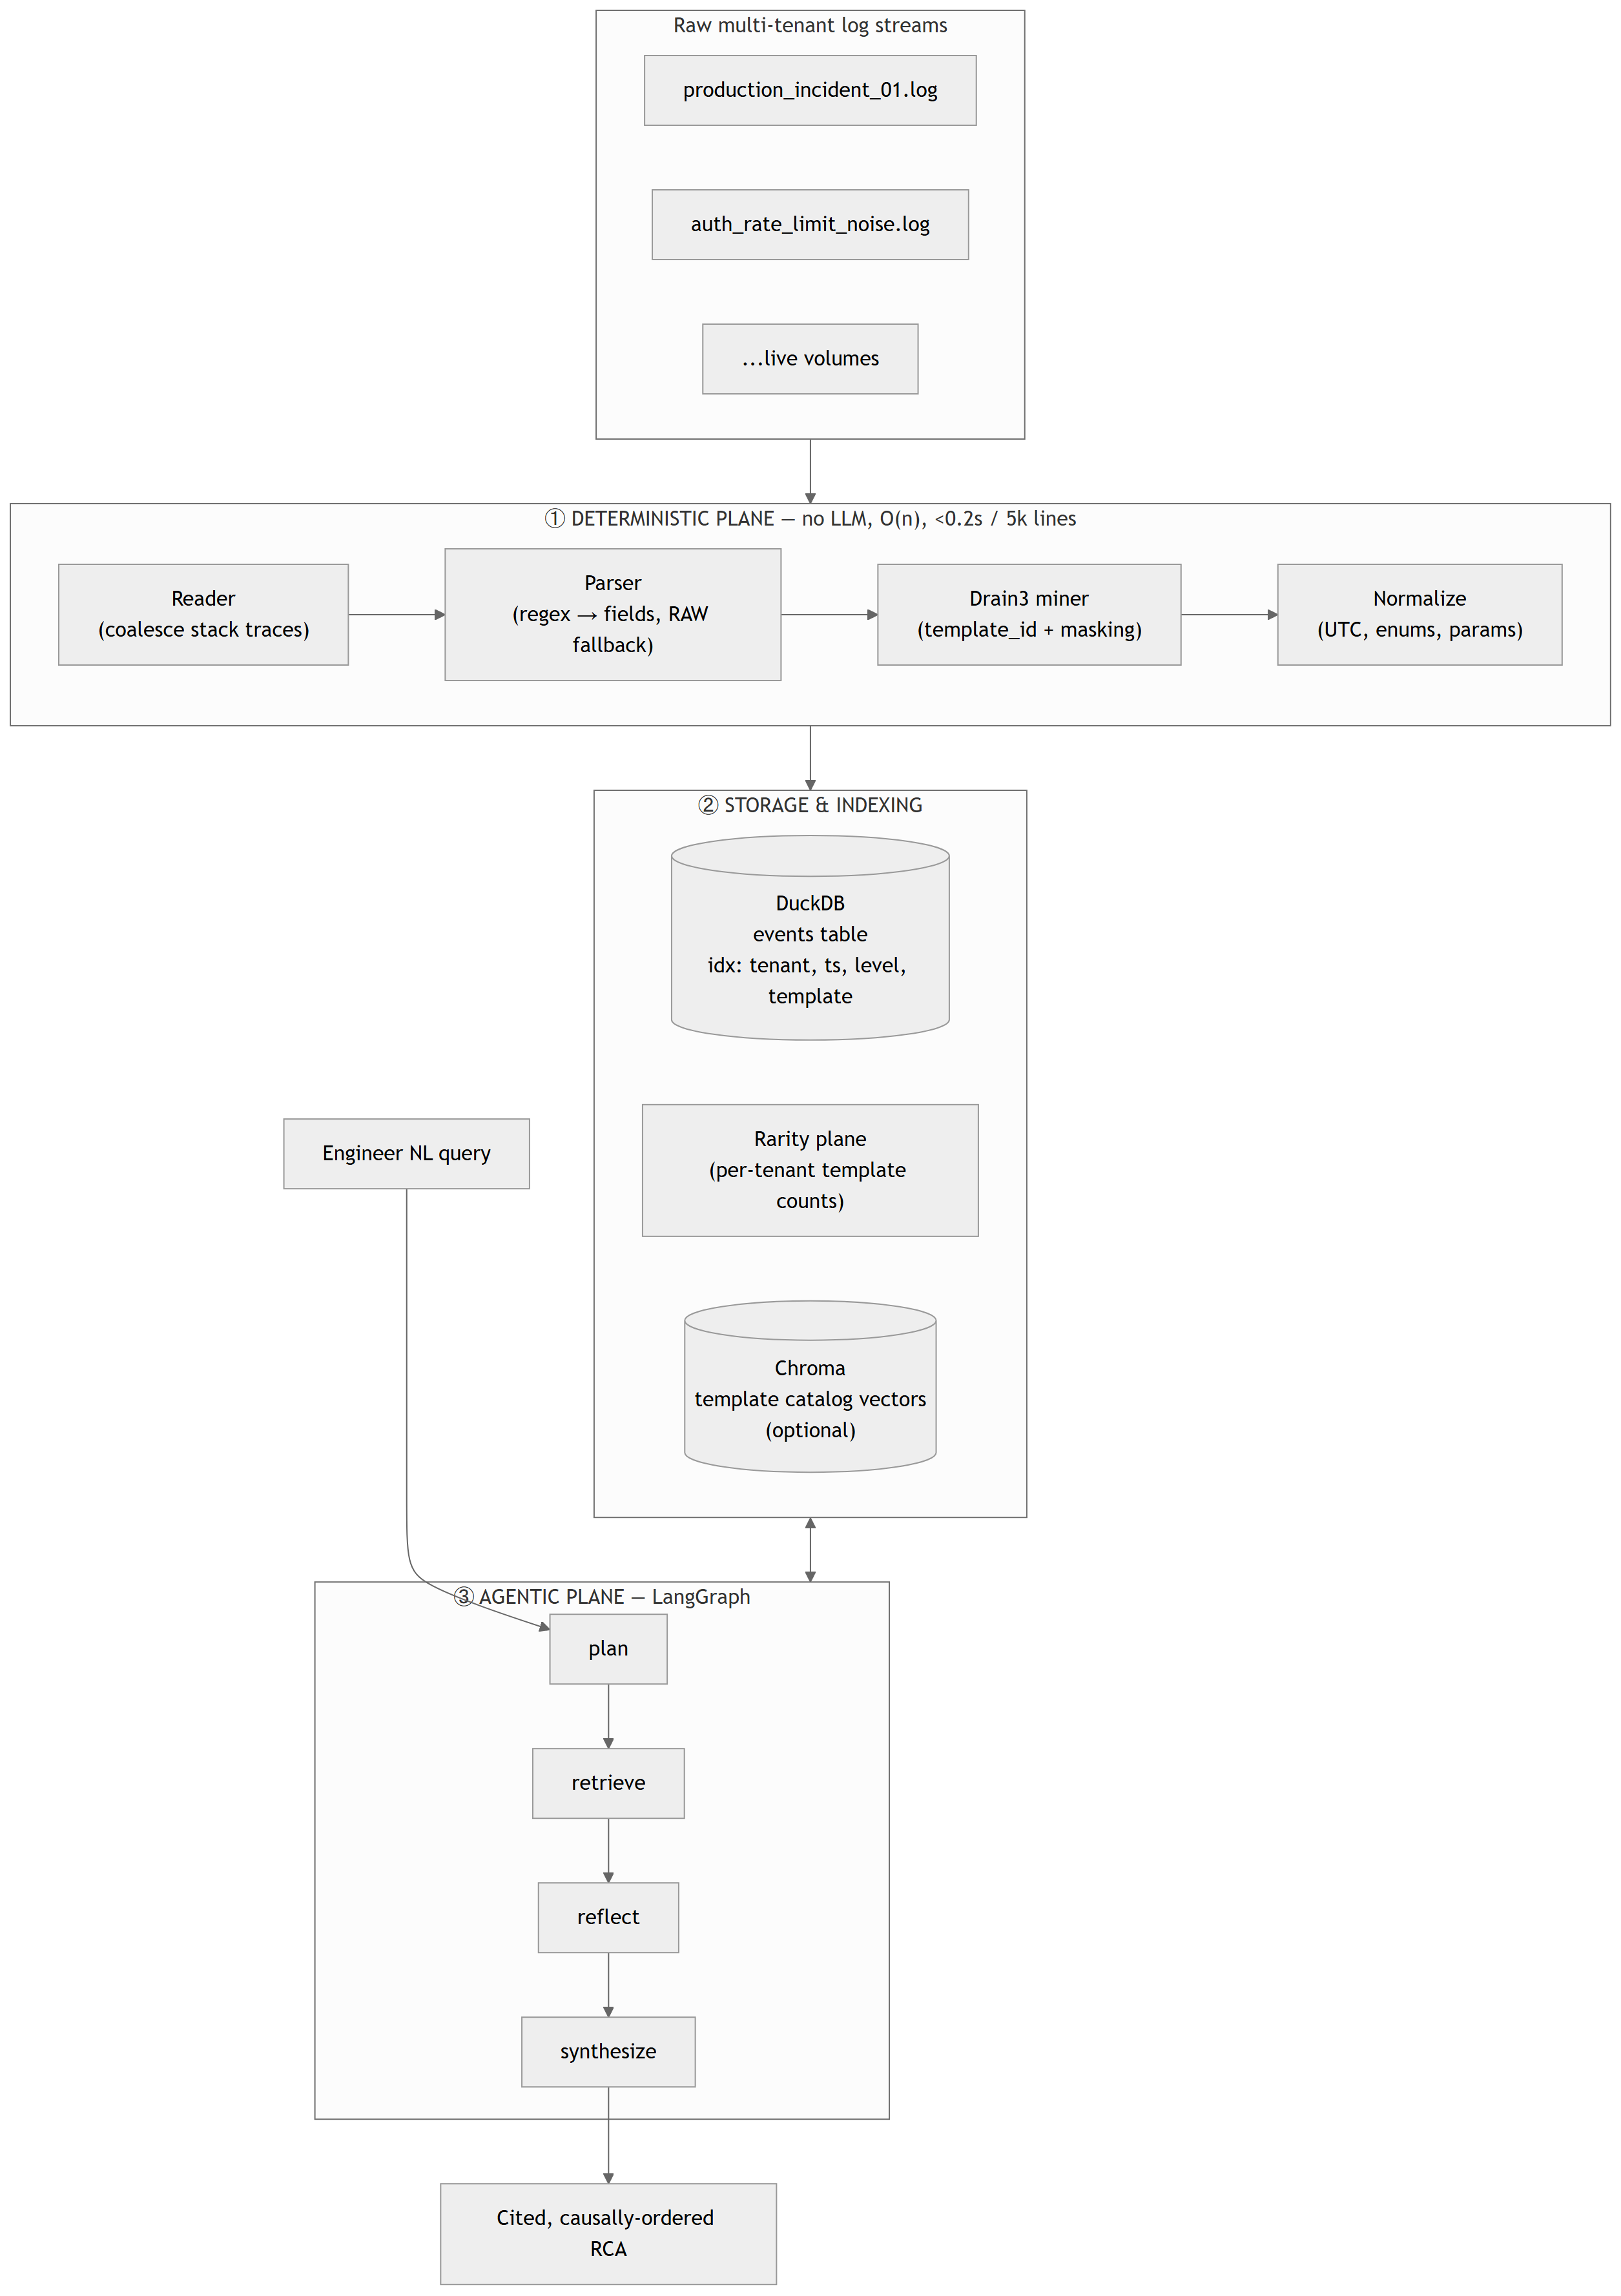 Raw multi-tenant log streams
production_incident_01.log
auth_rate_limit_noise.log
...live volumes
① DETERMINISTIC PLANE — no LLM, O(n), <0.2s / 5k lines
Reader
(coalesce stack traces)
Parser
(regex → fields, RAW
fallback)
Drain3 miner
(template_id + masking)
Normalize
(UTC, enums, params)
② STORAGE & INDEXING
DuckDB
events table
idx: tenant, ts, level,
template
Rarity plane
(per-tenant template
counts)
Chroma
template catalog vectors
(optional)
Engineer NL query
③ AGENTIC PLANE — LangGraph
plan
retrieve
reflect
synthesize
Cited, causally-ordered
RCA